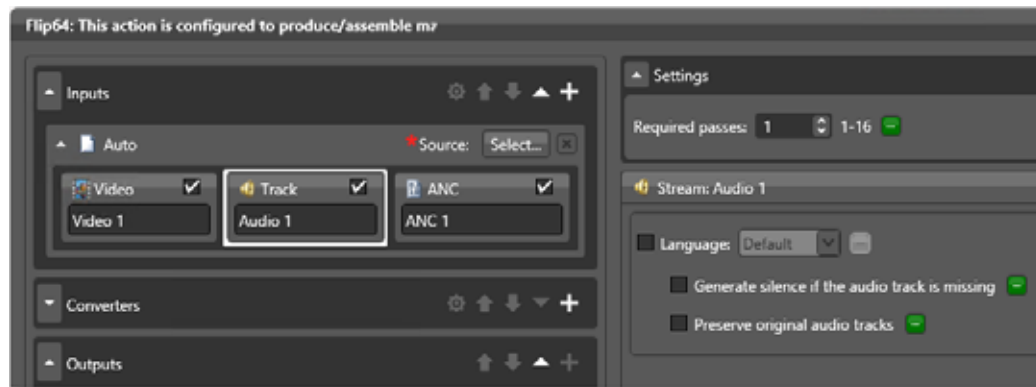 Flip64: This action is configured to produce/assemble
Inputs
Auto
*Source: Select...
Video
Track
ANC
Video 1
Audio 1
ANC 1
Converters
Outputs
Settings
Required passes: 1 1-16
Stream: Audio 1
Language: Default
Generate silence if the audio track is missing
Preserve original audio tracks